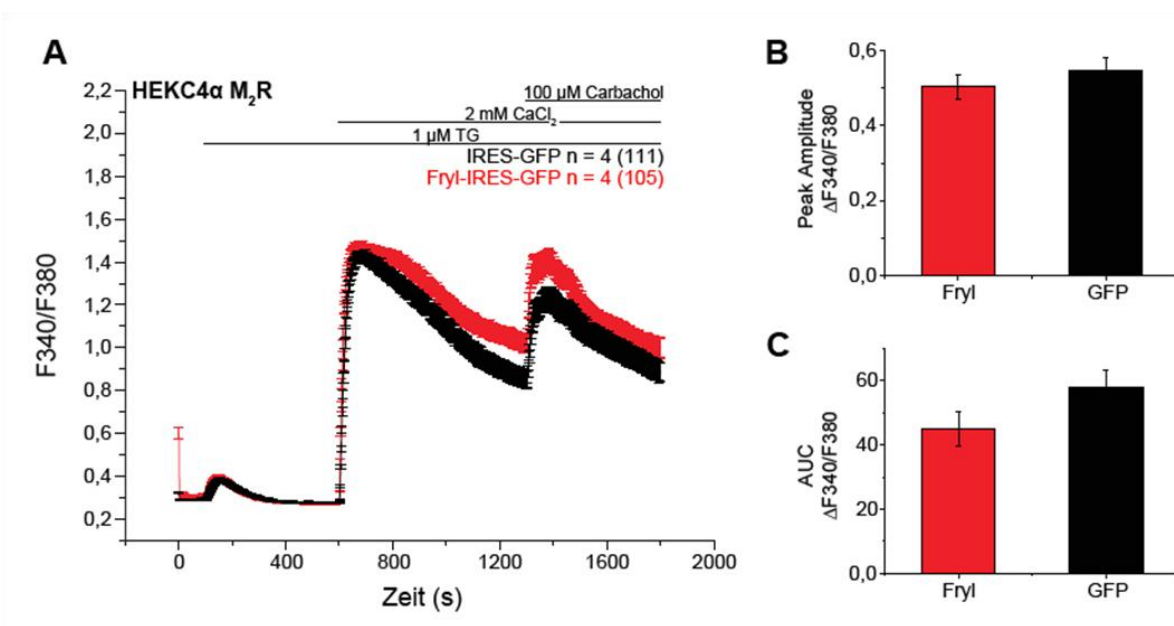 A
HEKC4α M₂R
100 µM Carbachol
2 mM CaCl₂
1 µM TG
IRES-GFP n = 4 (111)
Fryl-IRES-GFP n = 4 (105)
2,2
2,0
1,8
1,6
1,4
1,2
1,0
0,8
0,6
0,4
0,2
F340/F380
0
400
800
1200
1600
2000
Zeit (s)
B
Peak Amplitude
ΔF340/F380
0,6
0,4
0,2
0,0
Fryl
GFP
C
AUC
ΔF340/F380
60
40
20
0,0
Fryl
GFP